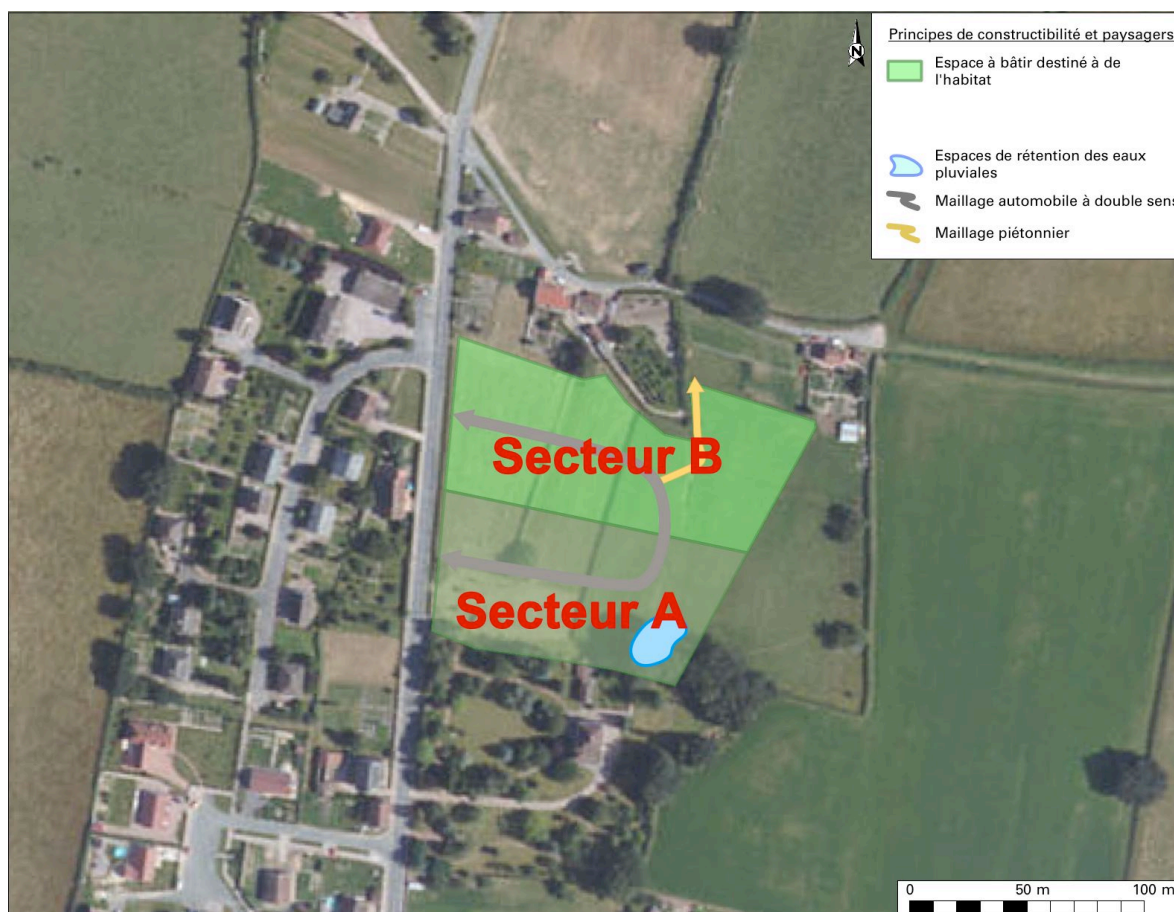 N
Principes de constructibilité et paysagers
Espace à bâtir destiné à de
l'habitat
Espaces de rétention des eaux
pluviales
Maillage automobile à double sens
Maillage piétonnier
Secteur B
Secteur A
0 50 m 100 m